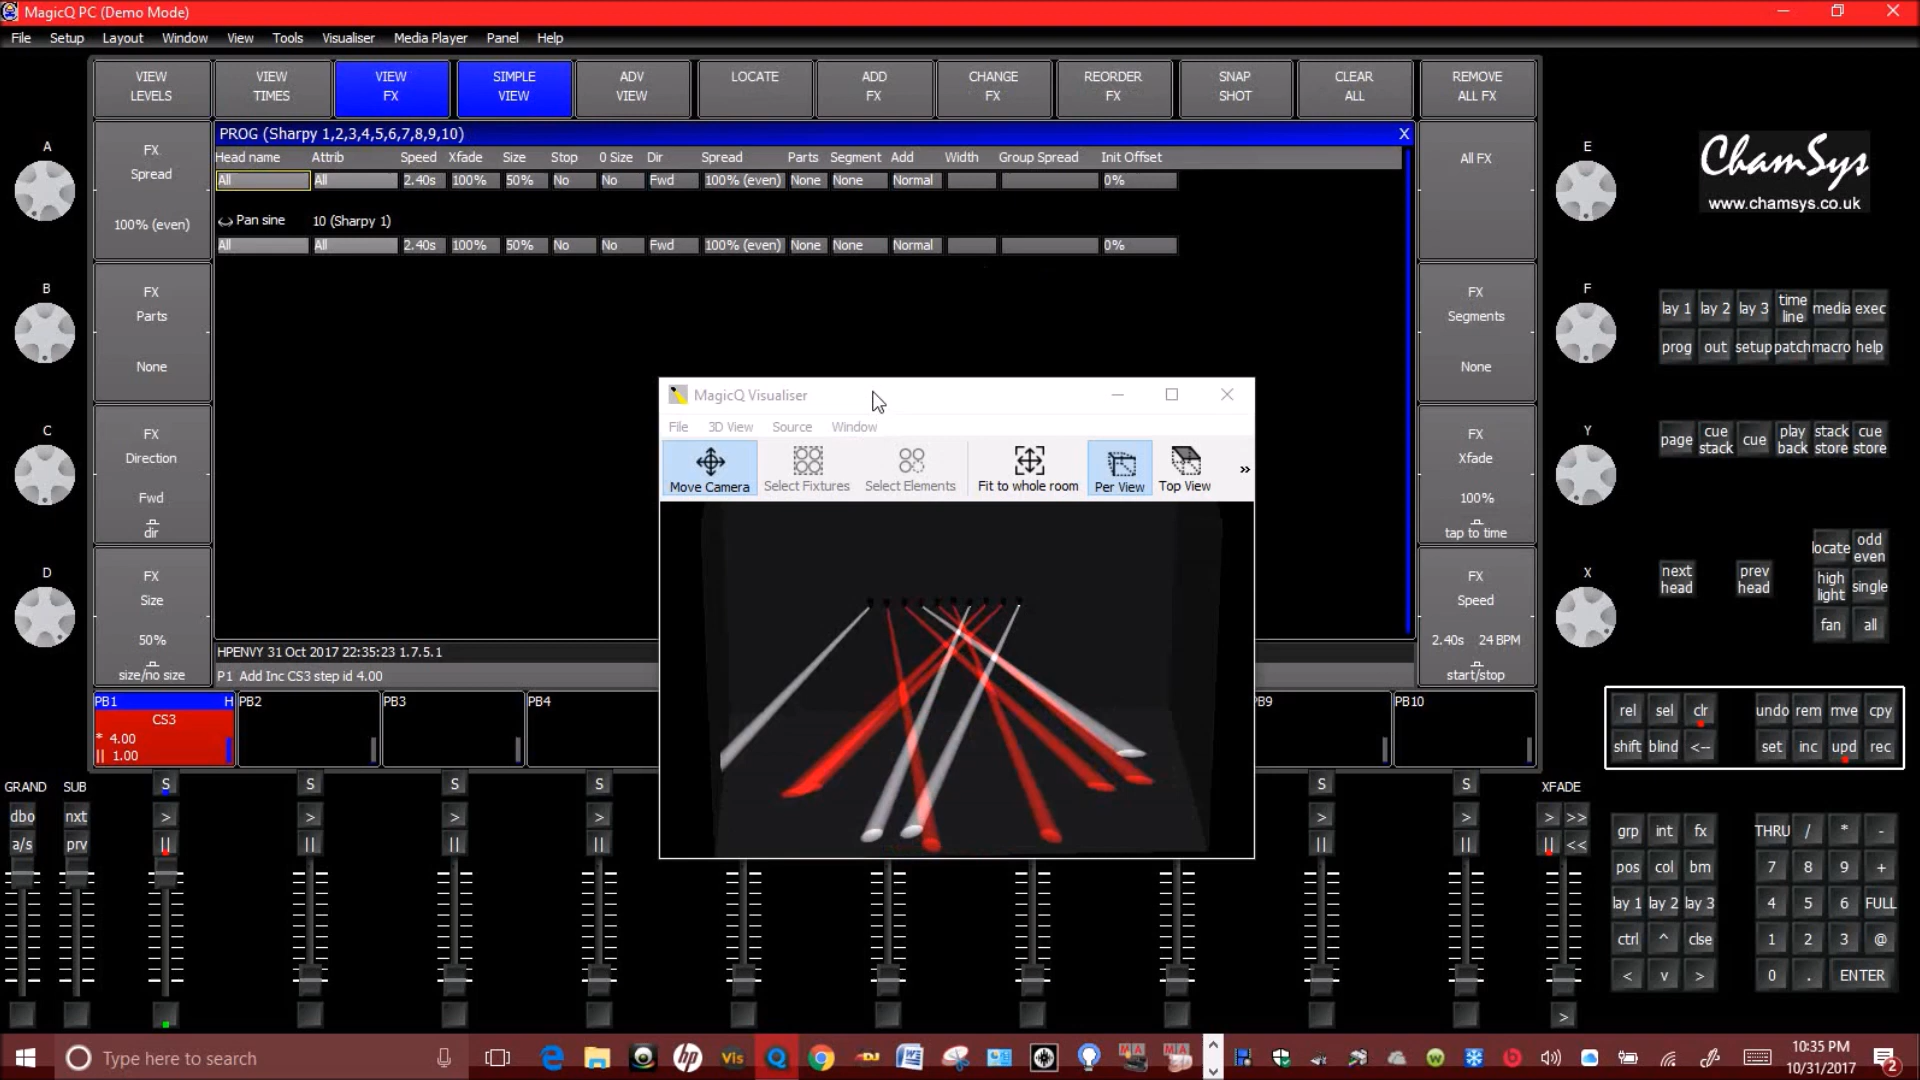 MagicQ PC (Demo Mode)
File Setup Layout Window View Tools Visualiser Media Player Panel Help
VIEW LEVELS
VIEW TIMES
VIEW FX
SIMPLE VIEW
ADV VIEW
LOCATE
ADD FX
CHANGE FX
REORDER FX
SNAP SHOT
CLEAR ALL
REMOVE ALL FX
PROG (Sharpy 1,2,3,4,5,6,7,8,9,10) X
Head name Attrib Speed Xfade Size Stop 0 Size Dir Spread Parts Segment Add Width Group Spread Init Offset
All All 2.40s 100% 50% No No Fwd 100% (even) None None Normal 0%
Pan sine 10 (Sharpy 1)
All All 2.40s 100% 50% No No Fwd 100% (even) None None Normal 0%
A
FX
Spread
100% (even)
B
FX
Parts
None
C
FX
Direction
Fwd
dir
D
FX
Size
50%
size/no size
All FX
E
FX
Segments
None
F
FX
Xfade
100%
tap to time
Y
FX
Speed
2.40s 24 BPM
start/stop
X
ChamSys
www.chamsys.co.uk
MagicQ Visualiser
File 3D View Source Window
Move Camera Select Fixtures Select Elements Fit to whole room Per View Top View »
HPENVY 31 Oct 2017 22:35:23 1.7.5.1
P1 Add Inc CS3 step id 4.00
PB1 H
CS3
* 4.00
|| 1.00
PB2
PB3
PB4
PB9
PB10
lay 1 lay 2 lay 3 time line media exec
prog out setup patch macro help
page cue stack cue play back stack store cue store
next head prev head
locate odd even
high light single
fan all
rel sel clr undo rem mve cpy
shift blind <-- set inc upd rec
GRAND SUB
dbo nxt
a/s prv
S S S S S S
> > > > > >
|| || || || || ||
XFADE
> >>
|| <<
>
grp int fx THRU / * -
pos col bm 7 8 9 +
lay 1 lay 2 lay 3 4 5 6 FULL
ctrl ^ clse 1 2 3 @
< v > 0 . ENTER
Type here to search
hp
Vis
10:35 PM
10/31/2017
2